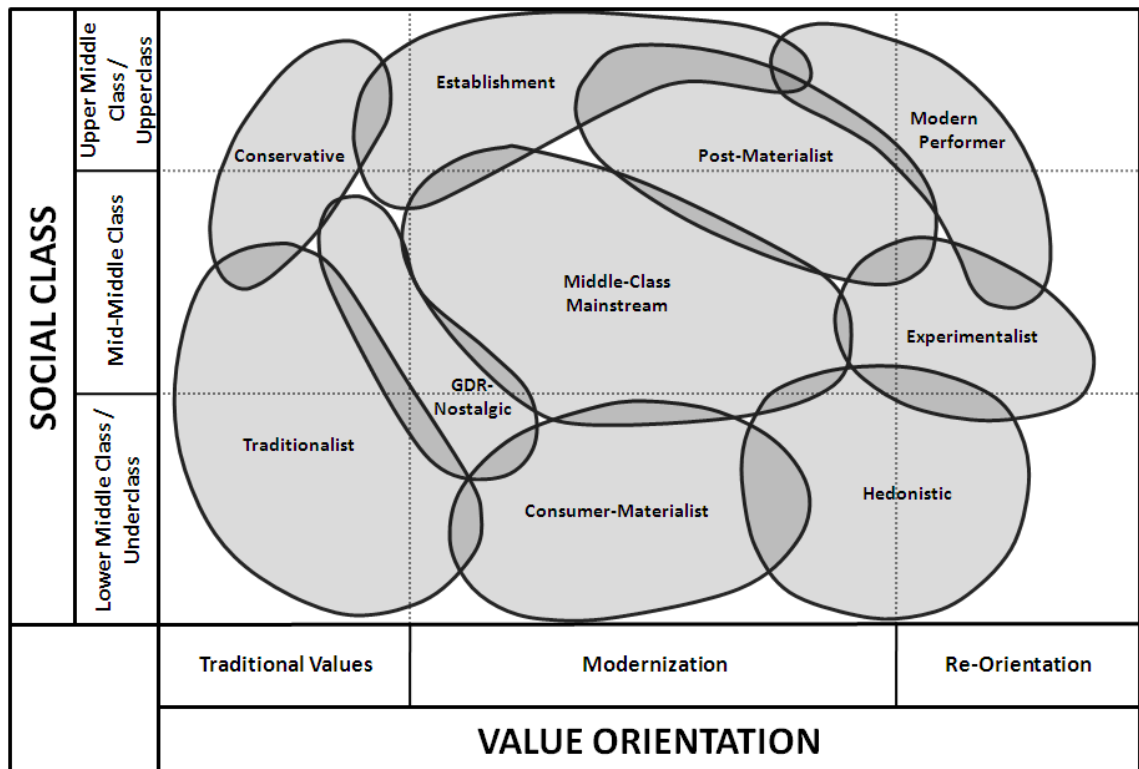 SOCIAL CLASS
Upper Middle
Class /
Upperclass
Mid-Middle Class
Lower Middle Class /
Underclass
Establishment
Conservative
Modern
Performer
Post-Materialist
Middle-Class
Mainstream
Experimentalist
GDR-
Nostalgic
Traditionalist
Consumer-Materialist
Hedonistic
Traditional Values
Modernization
Re-Orientation
VALUE ORIENTATION